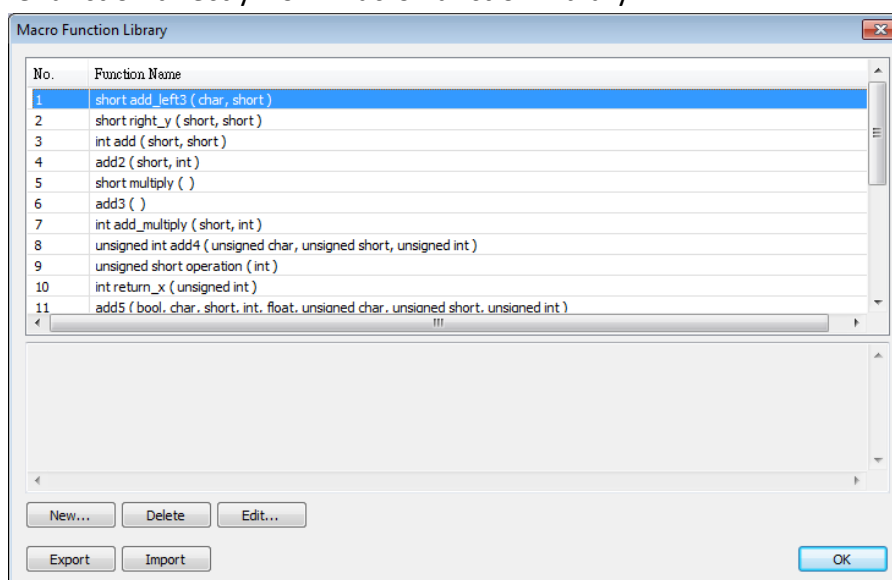 Macro Function Library
No. Function Name
1 short add_left3 ( char, short )
2 short right_y ( short, short )
3 int add ( short, short )
4 add2 ( short, int )
5 short multiply ( )
6 add3 ( )
7 int add_multiply ( short, int )
8 unsigned int add4 ( unsigned char, unsigned short, unsigned int )
9 unsigned short operation ( int )
10 int return_x ( unsigned int )
11 add5 ( bool, char, short, int, float, unsigned char, unsigned short, unsigned int )
New... Delete Edit...
Export Import OK